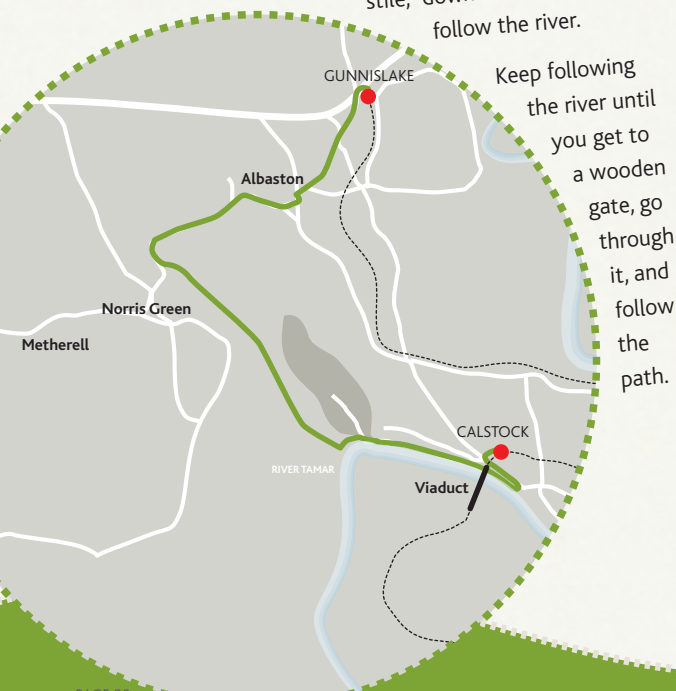 stile,
follow the river.
Keep following
the river until
you get to
a wooden
gate, go
through
it, and
follow
the
path.
GUNNISLAKE
Albaston
Norris Green
Metherell
CALSTOCK
RIVER TAMAR
Viaduct